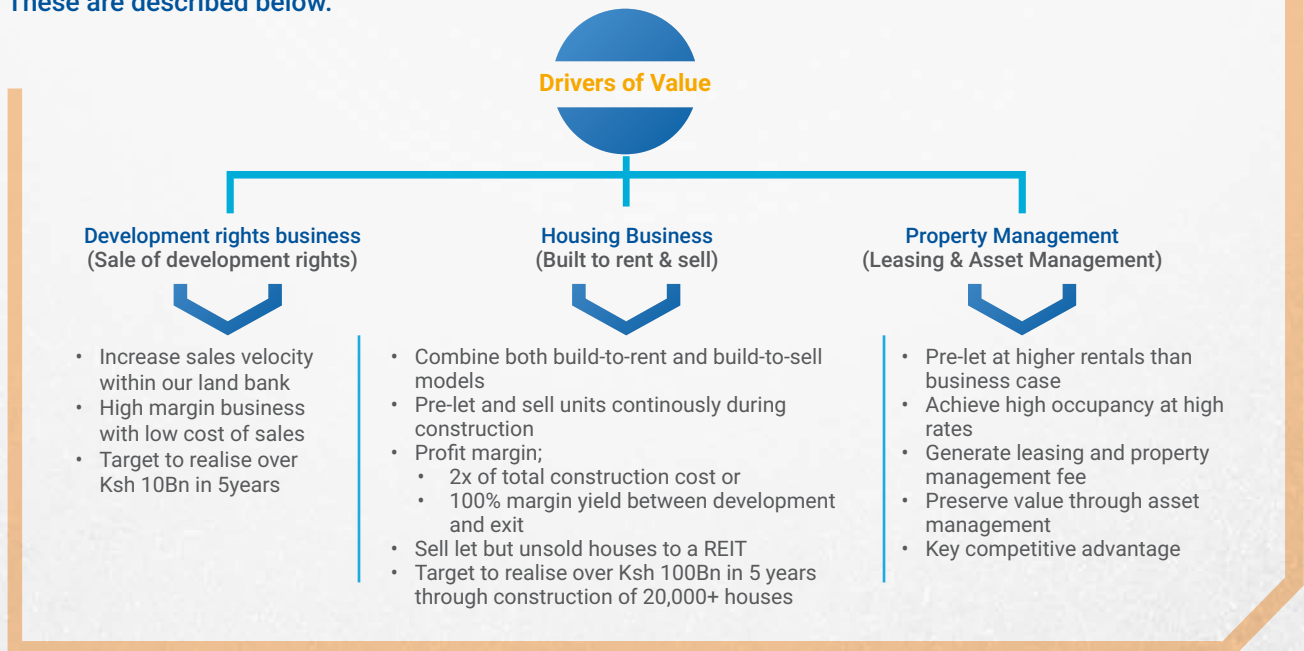 These are described below.
Drivers of Value
Development rights business
(Sale of development rights)
• Increase sales velocity
within our land bank
• High margin business
with low cost of sales
• Target to realise over
Ksh 10Bn in 5years
Housing Business
(Built to rent & sell)
• Combine both build-to-rent and build-to-sell
models
• Pre-let and sell units continously during
construction
• Profit margin;
• 2x of total construction cost or
• 100% margin yield between development
and exit
• Sell let but unsold houses to a REIT
• Target to realise over Ksh 100Bn in 5 years
through construction of 20,000+ houses
Property Management
(Leasing & Asset Management)
• Pre-let at higher rentals than
business case
• Achieve high occupancy at high
rates
• Generate leasing and property
management fee
• Preserve value through asset
management
• Key competitive advantage